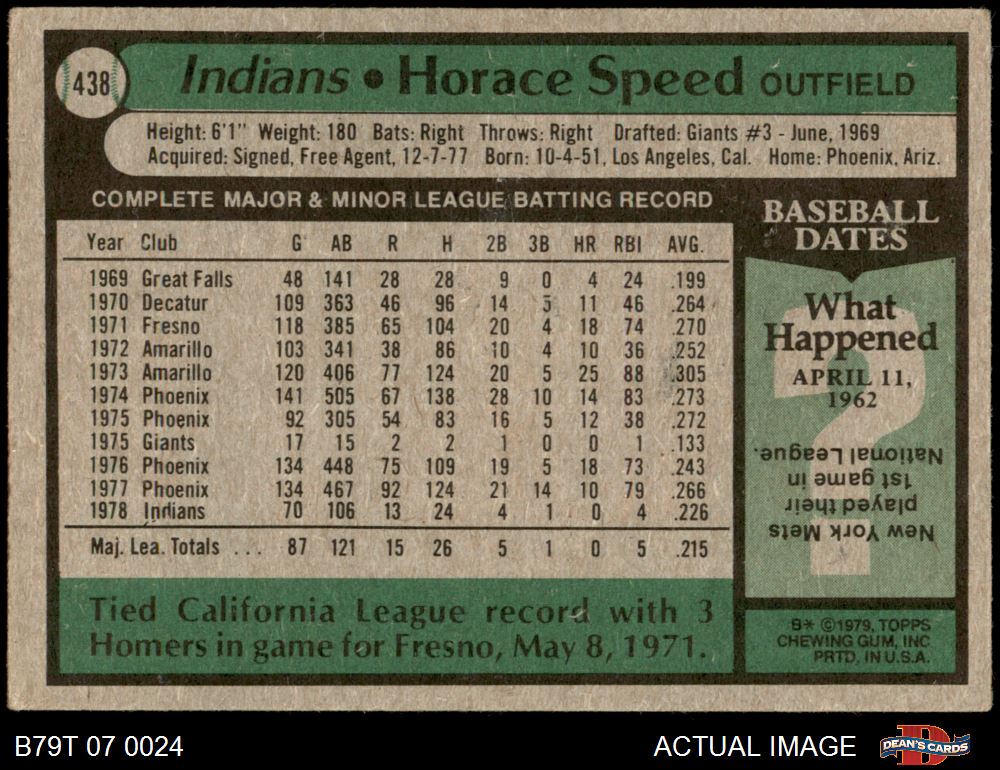 438
Indians • Horace Speed OUTFIELD
Height: 6'1" Weight: 180 Bats: Right Throws: Right Drafted: Giants #3 - June, 1969
Acquired: Signed, Free Agent, 12-7-77 Born: 10-4-51, Los Angeles, Cal. Home: Phoenix, Ariz.
COMPLETE MAJOR & MINOR LEAGUE BATTING RECORD
Year Club G AB R H 2B 3B HR RBI AVG.
1969 Great Falls 48 141 28 28 9 0 4 24 .199
1970 Decatur 109 363 46 96 14 3 11 46 .264
1971 Fresno 118 385 65 104 20 4 18 74 .270
1972 Amarillo 103 341 38 86 10 4 10 36 .252
1973 Amarillo 120 406 77 124 20 5 25 88 .305
1974 Phoenix 141 505 67 138 28 10 14 83 .273
1975 Phoenix 92 305 54 83 16 5 12 38 .272
1975 Giants 17 15 2 2 1 0 0 1 .133
1976 Phoenix 134 448 75 109 19 5 18 73 .243
1977 Phoenix 134 467 92 124 21 14 10 79 .266
1978 Indians 70 106 13 24 4 1 0 4 .226
Maj. Lea. Totals . . . 87 121 15 26 5 1 0 5 .215
Tied California League record with 3
Homers in game for Fresno, May 8, 1971.
BASEBALL
DATES
What
Happened
APRIL 11,
1962
?
New York Mets
played their
1st game in
National League.
B* ©1979, TOPPS
CHEWING GUM, INC
PRTD. IN U.S.A.
B79T 07 0024
ACTUAL IMAGE
D
DEAN'S CARDS